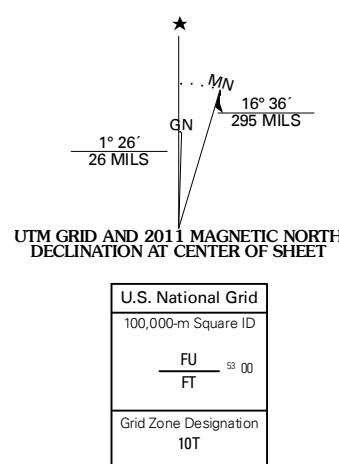 ★
MN
GN
16° 36´
295 MILS
1° 26´
26 MILS
UTM GRID AND 2011 MAGNETIC NORTH
DECLINATION AT CENTER OF SHEET
U.S. National Grid
100,000-m Square ID
FU
53 00
FT
Grid Zone Designation
10T